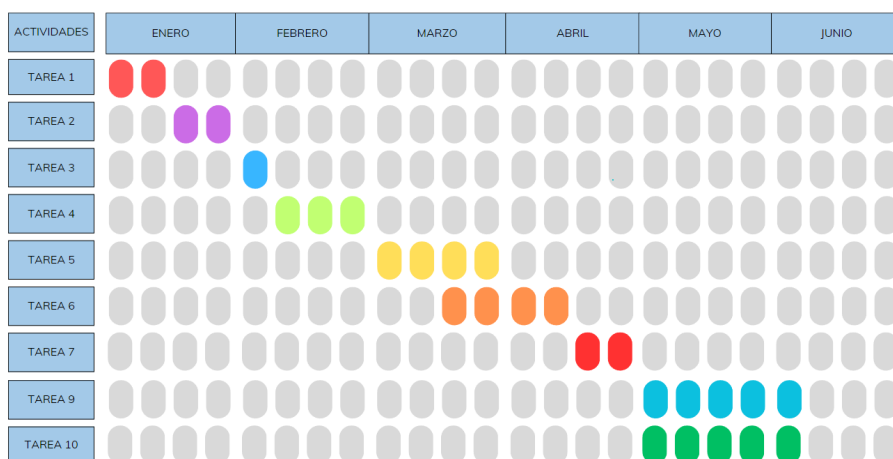 ACTIVIDADES ENERO FEBRERO MARZO ABRIL MAYO JUNIO
TAREA 1
TAREA 2
TAREA 3
TAREA 4
TAREA 5
TAREA 6
TAREA 7
TAREA 9
TAREA 10